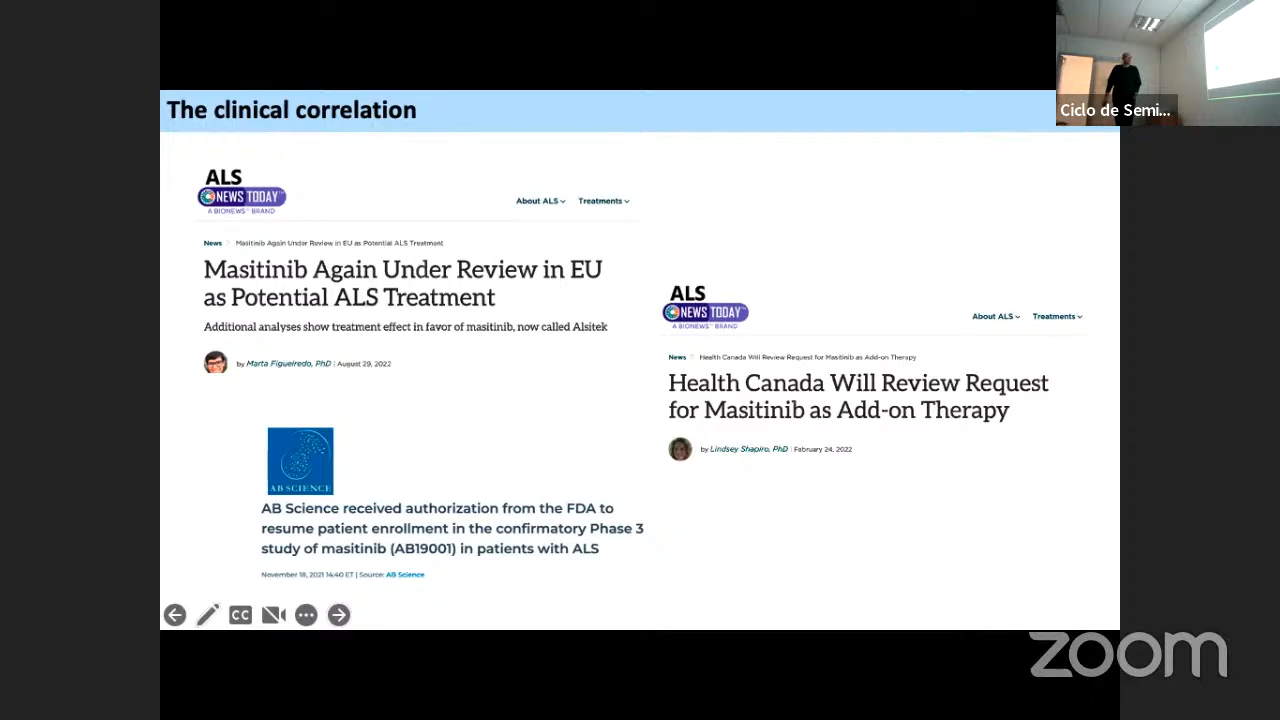 The clinical correlation
Ciclo de Semi...
ALS
NEWS TODAY
A BIONEWS BRAND
About ALS Treatments
News Masitinib Again Under Review in EU as Potential ALS Treatment
Masitinib Again Under Review in EU
as Potential ALS Treatment
Additional analyses show treatment effect in favor of masitinib, now called Alsitek
by Marta Figueiredo, PhD | August 29, 2022
ALS
NEWS TODAY
A BIONEWS BRAND
About ALS Treatments
News Health Canada Will Review Request for Masitinib as Add-on Therapy
Health Canada Will Review Request
for Masitinib as Add-on Therapy
by Lindsey Shapiro, PhD | February 24, 2022
AB SCIENCE
AB Science received authorization from the FDA to
resume patient enrollment in the confirmatory Phase 3
study of masitinib (AB19001) in patients with ALS
November 18, 2021 14:40 ET | Source: AB Science
CC
zoom